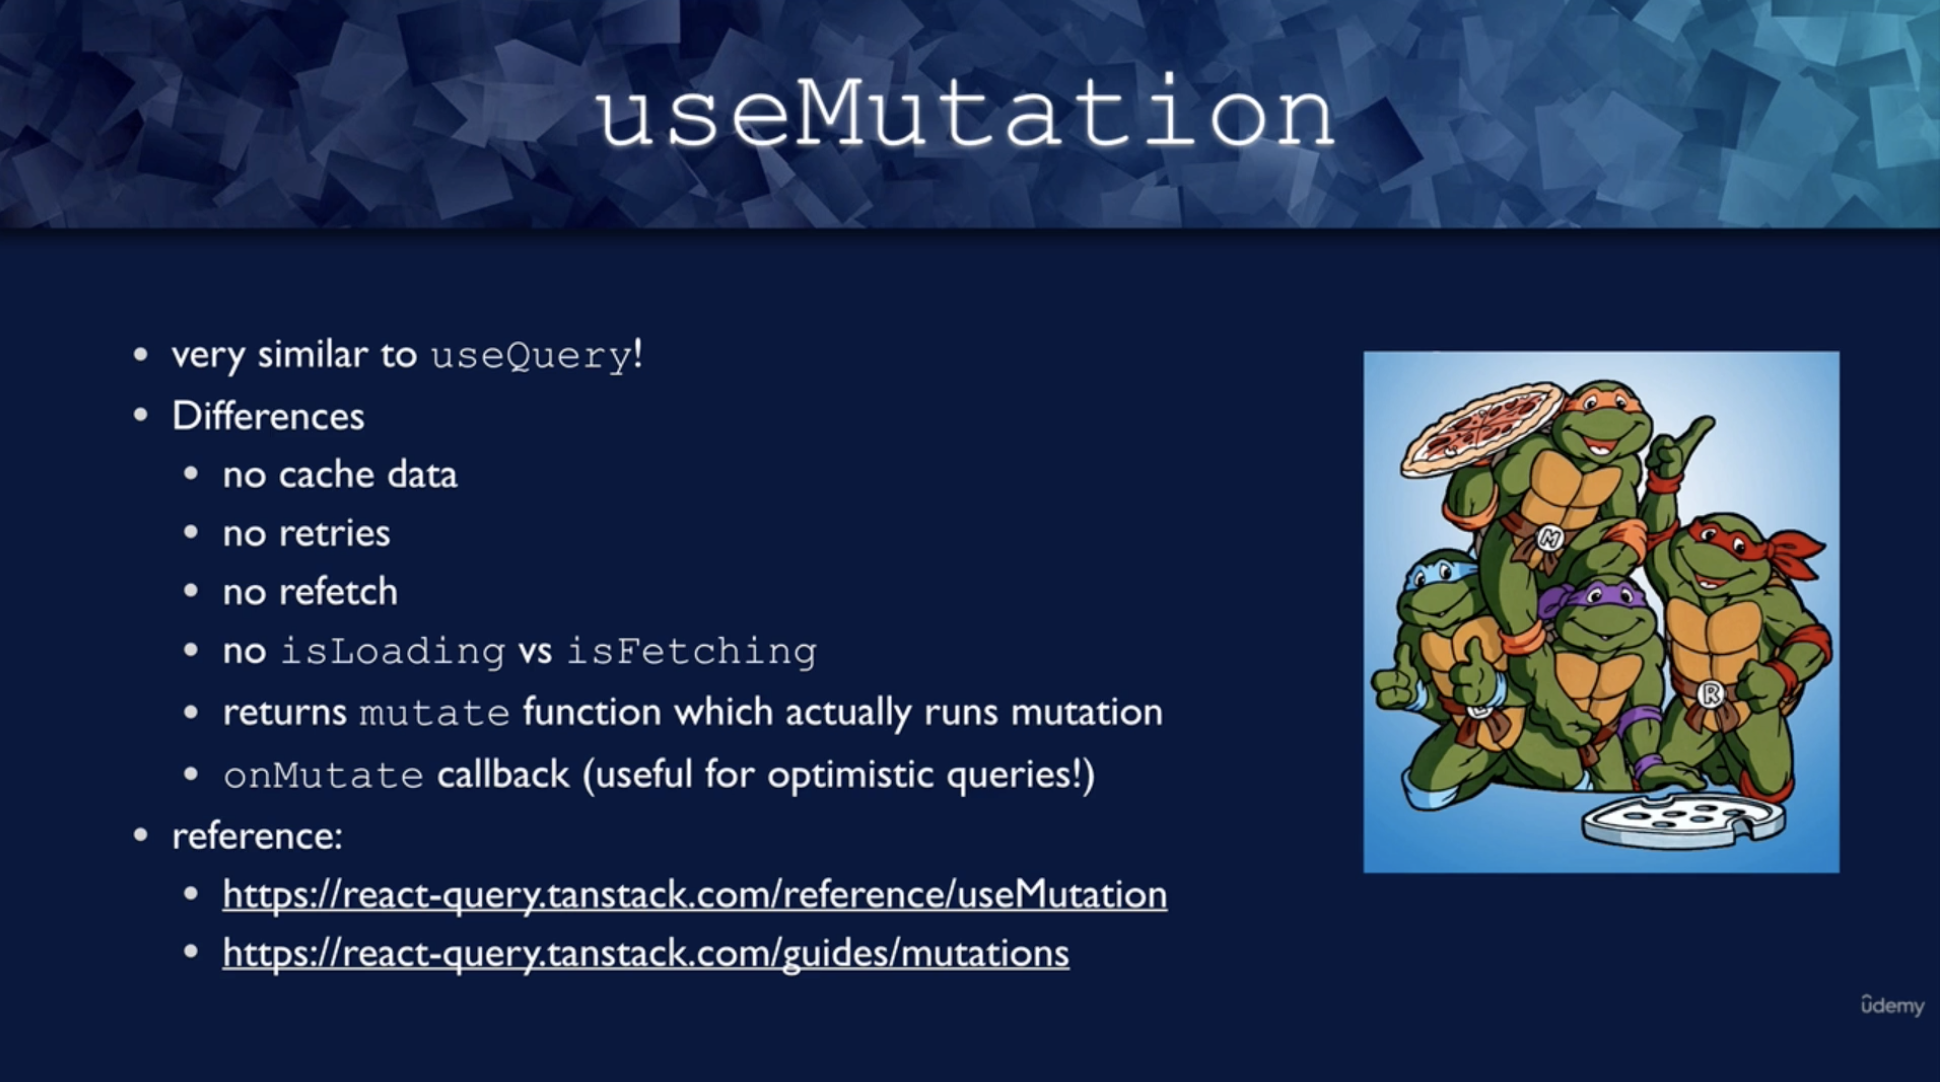 useMutation
very similar to useQuery!
Differences
no cache data
no retries
no refetch
no isLoading vs isFetching
returns mutate function which actually runs mutation
onMutate callback (useful for optimistic queries!)
reference:
https://react-query.tanstack.com/reference/useMutation
https://react-query.tanstack.com/guides/mutations
M
R
L
ûdemy